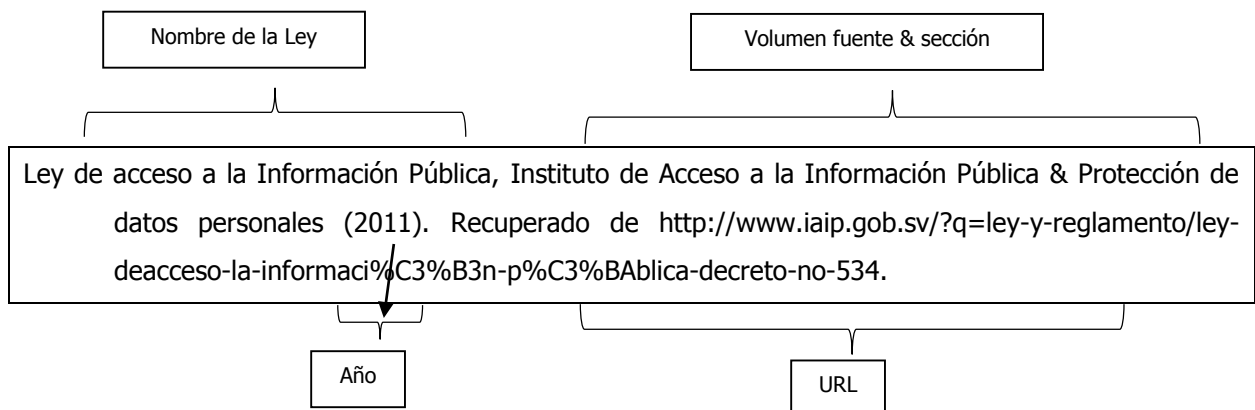 Nombre de la Ley
Volumen fuente & sección
Ley de acceso a la Información Pública, Instituto de Acceso a la Información Pública & Protección de
datos personales (2011). Recuperado de http://www.iaip.gob.sv/?q=ley-y-reglamento/ley-
deacceso-la-informaci%C3%B3n-p%C3%BAblica-decreto-no-534.
Año
URL